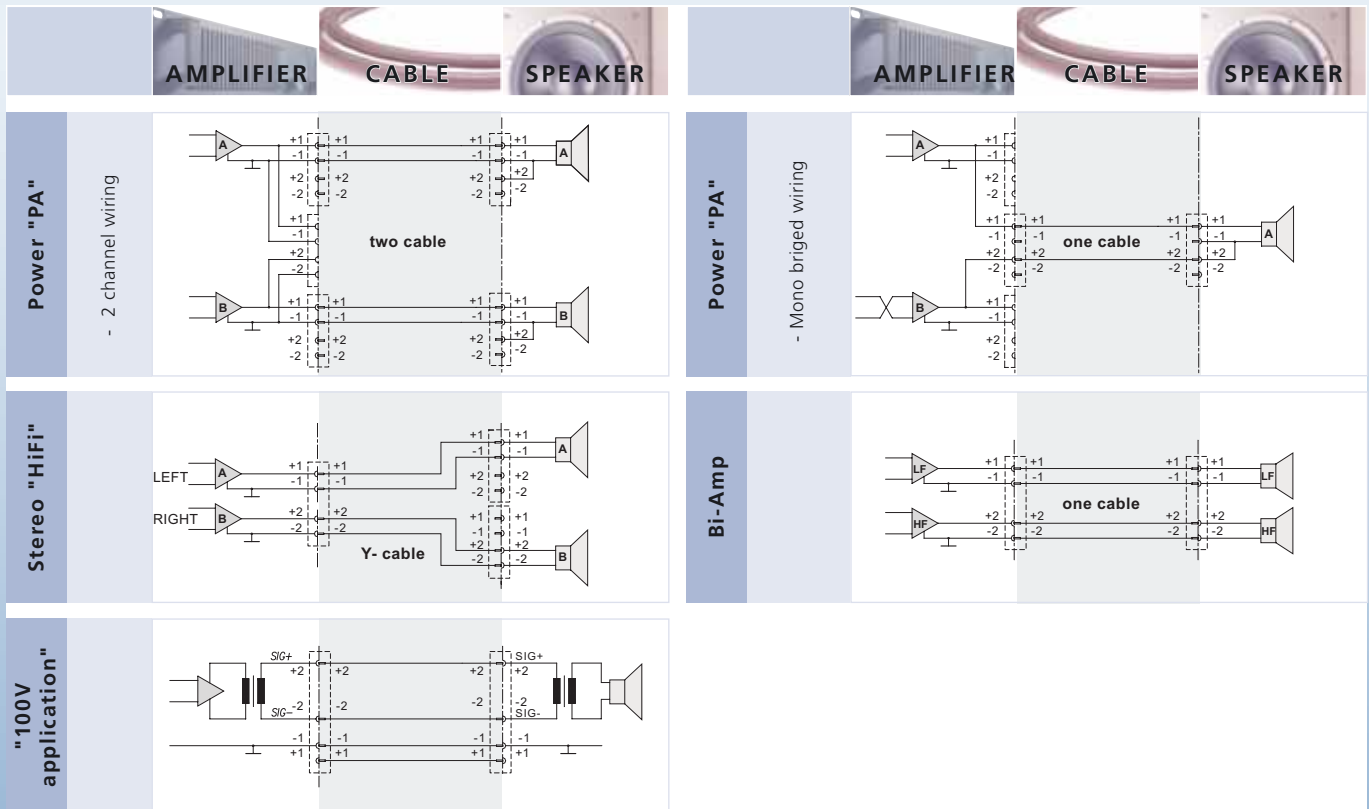 AMPLIFIER CABLE SPEAKER
Power "PA"
- 2 channel wiring
A
+1 +1 +1 +1
-1 -1 -1 -1
+2 +2 +2 +2
-2 -2 -2 -2
A
+1
-1
+2
-2
two cable
B
+1 +1 +1 +1
-1 -1 -1 -1
+2 +2 +2 +2
-2 -2 -2 -2
B
Stereo "HiFi"
LEFT
A
+1 +1
-1 -1
RIGHT
B
+2 +2
-2 -2
Y- cable
+1 +1
-1 -1
+2 +2
-2 -2
A
+1 +1
-1 -1
+2 +2
-2 -2
B
"100V
application"
SIG+ SIG+
+2 +2 +2 +2
-2 -2 -2 -2
SIG– SIG-
-1 -1 -1 -1
+1 +1 +1 +1
AMPLIFIER CABLE SPEAKER
Power "PA"
- Mono briged wiring
A
+1
-1
+2
-2
+1 +1 +1 +1
-1 -1 -1 -1
+2 +2 +2 +2
-2 -2 -2 -2
one cable
A
B
+1
-1
+2
-2
Bi-Amp
LF
+1 +1 +1 +1
-1 -1 -1 -1
LF
one cable
HF
+2 +2 +2 +2
-2 -2 -2 -2
HF